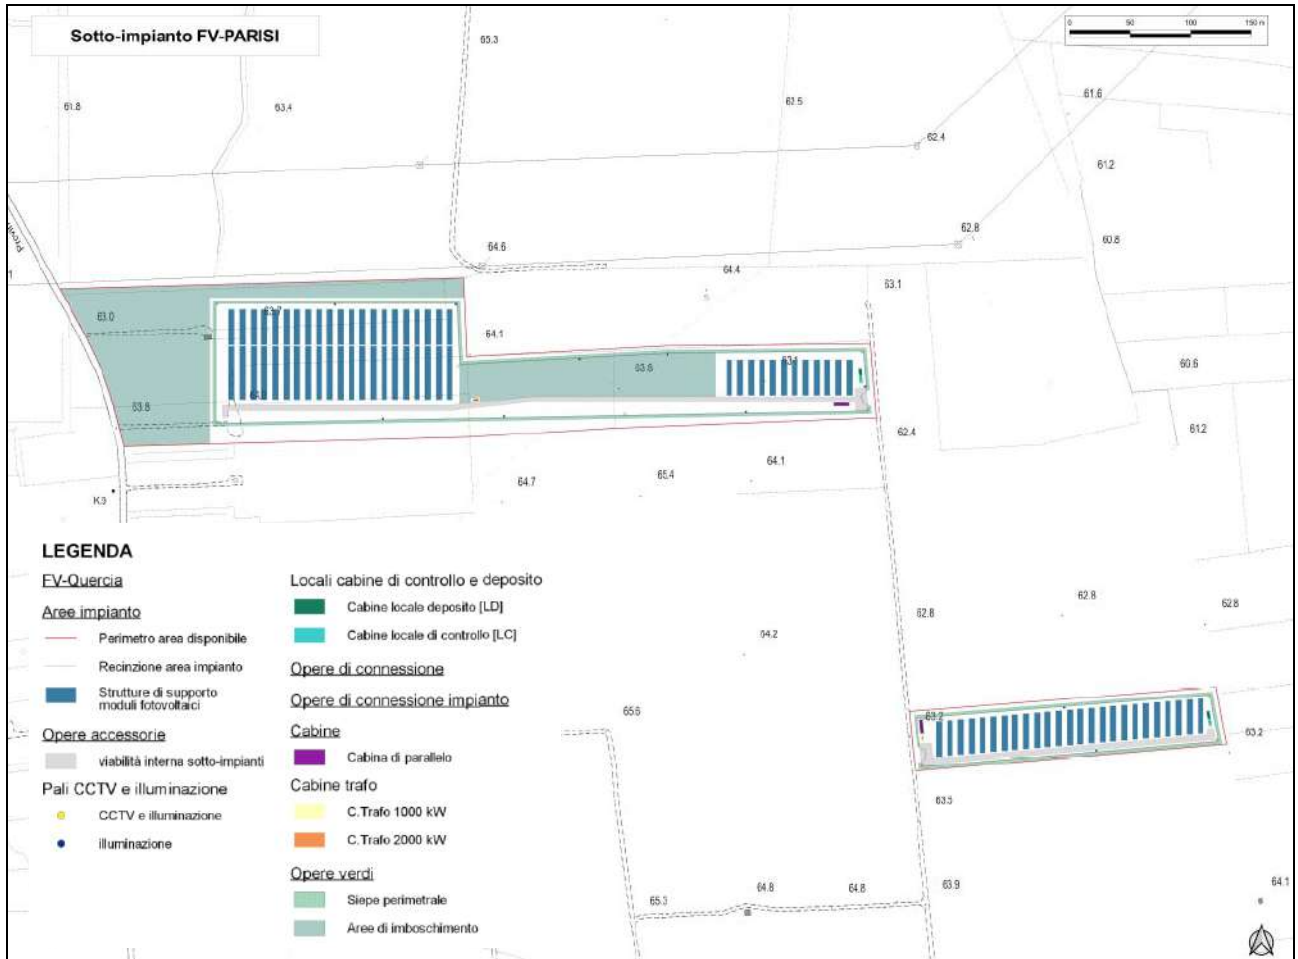 Sotto-impianto FV-PARISI
0 50 100 150 m
65.3
61.8
63.4
62.5
61.6
62.4
61.2
62.8
60.8
64.6
64.4
63.1
63.0
63.7
64.1
63.8
63.1
60.6
63.8
62.4
61.2
64.1
65.4
64.7
K.9
LEGENDA
FV-Quercia
Aree impianto
Perimetro area disponibile
Recinzione area impianto
Strutture di supporto
moduli fotovoltaici
Opere accessorie
viabilità interna sotto-impianti
Pali CCTV e illuminazione
CCTV e illuminazione
illuminazione
Locali cabine di controllo e deposito
Cabine locale deposito [LD]
Cabine locale di controllo [LC]
Opere di connessione
Opere di connessione impianto
Cabine
Cabina di parallelo
Cabine trafo
C.Trafo 1000 kW
C.Trafo 2000 kW
Opere verdi
Siepe perimetrale
Aree di imboschimento
62.8
62.8
62.8
64.2
65.6
63.2
63.2
63.5
63.9
64.8
64.8
65.3
64.1